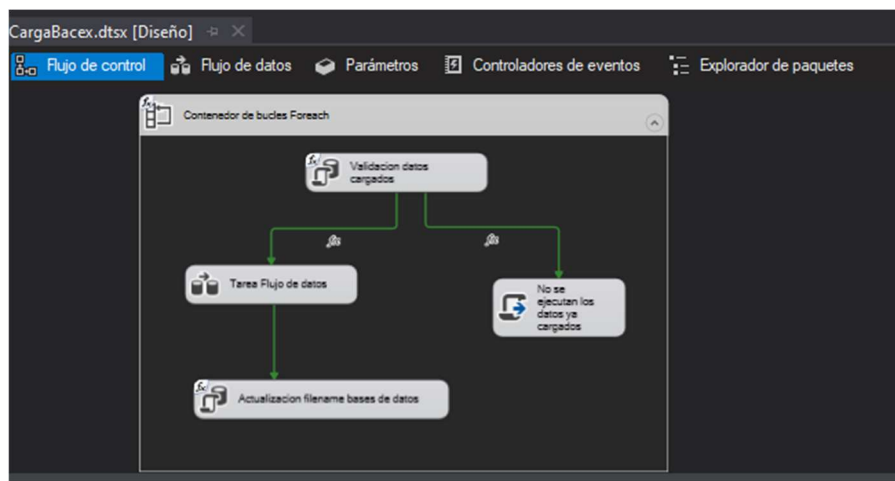 CargaBacex.dtsx [Diseño]
Flujo de control
Flujo de datos
Parámetros
Controladores de eventos
Explorador de paquetes
Contenedor de bucles Foreach
Validacion datos
cargados
Tarea Flujo de datos
No se
ejecutan los
datos ya
cargados
Actualizacion filename bases de datos